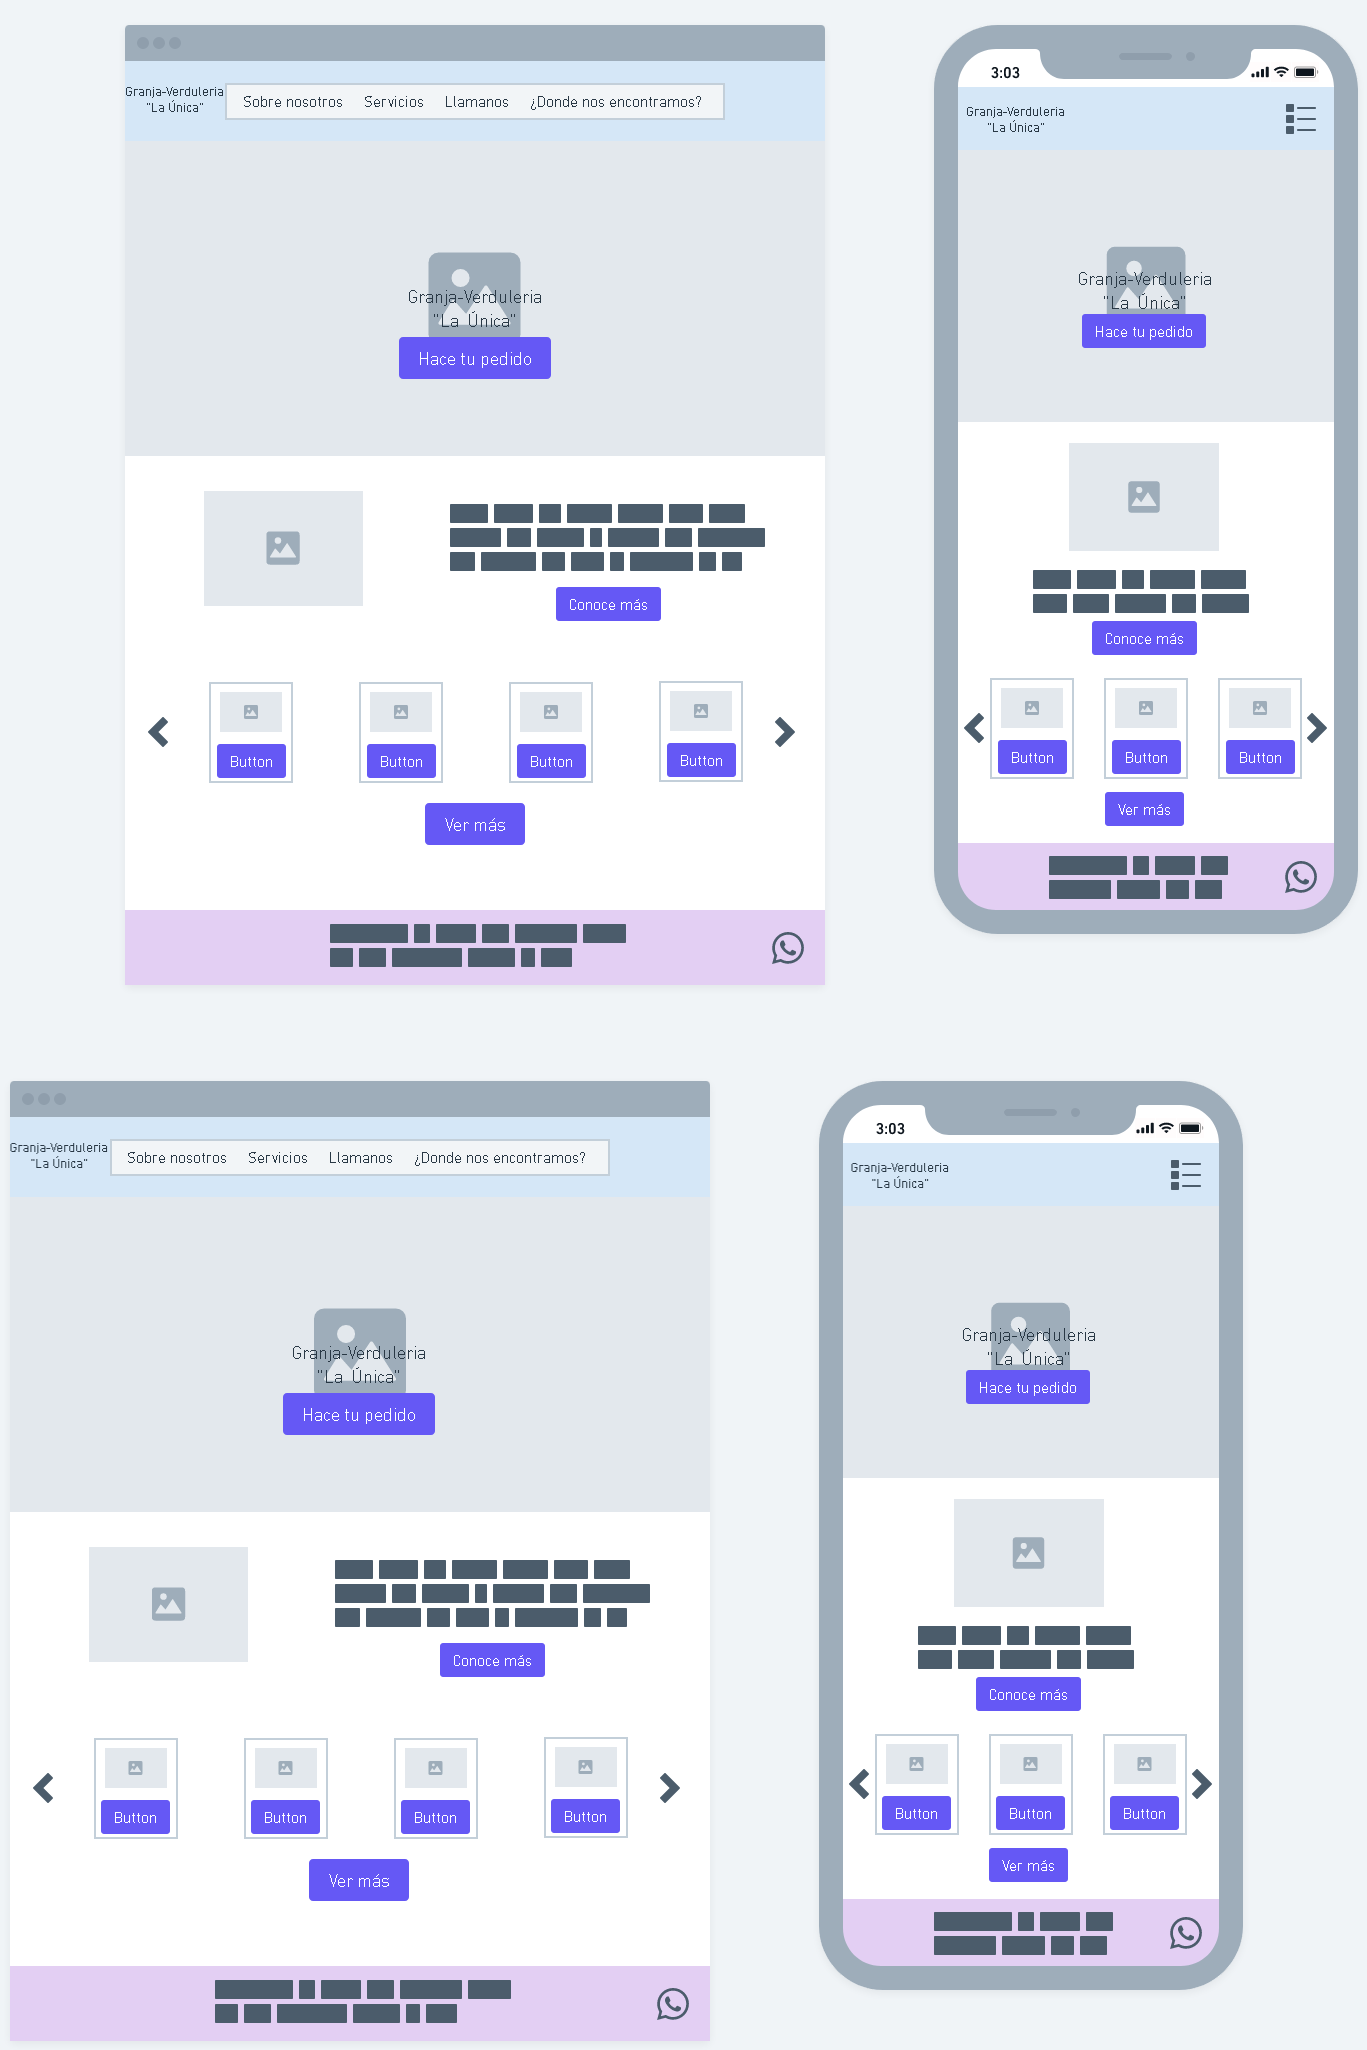 Granja-Verduleria
"La Única"
Sobre nosotros Servicios Llamanos ¿Donde nos encontramos?
Granja-Verduleria
"La Única"
Hace tu pedido
Conoce más
Button Button Button Button
Ver más
3:03
Granja-Verduleria
"La Única"
Granja-Verduleria
"La Única"
Hace tu pedido
Conoce más
Button Button Button
Ver más
Granja-Verduleria
"La Única"
Sobre nosotros Servicios Llamanos ¿Donde nos encontramos?
Granja-Verduleria
"La Única"
Hace tu pedido
Conoce más
Button Button Button Button
Ver más
3:03
Granja-Verduleria
"La Única"
Granja-Verduleria
"La Única"
Hace tu pedido
Conoce más
Button Button Button
Ver más